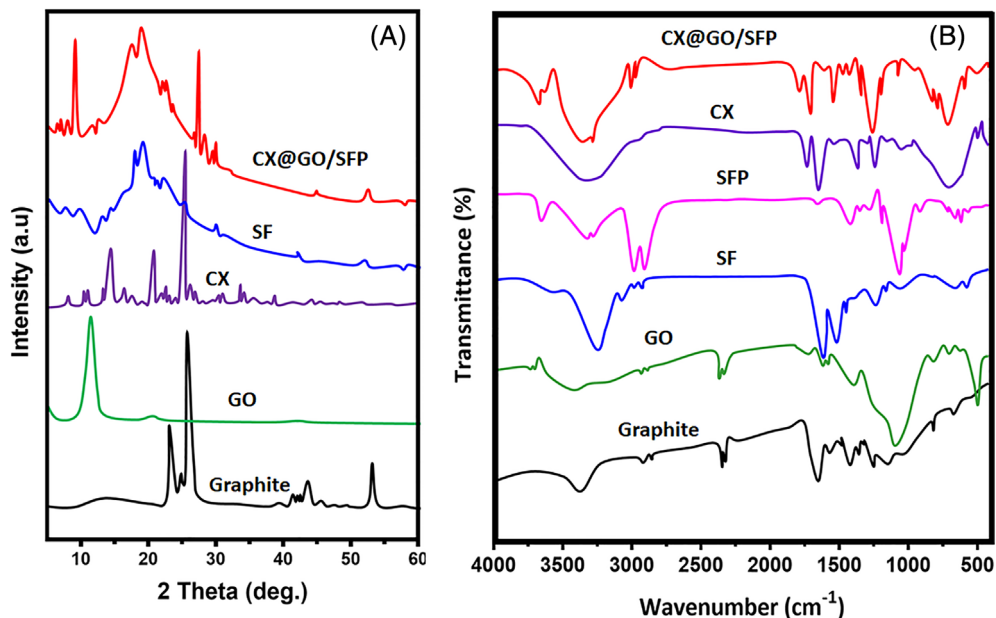 (A)
CX@GO/SFP
SF
CX
GO
Graphite
Intensity (a.u)
10 20 30 40 50 60
2 Theta (deg.)
(B)
CX@GO/SFP
CX
SFP
SF
GO
Graphite
Transmittance (%)
4000 3500 3000 2500 2000 1500 1000 500
Wavenumber (cm⁻¹)